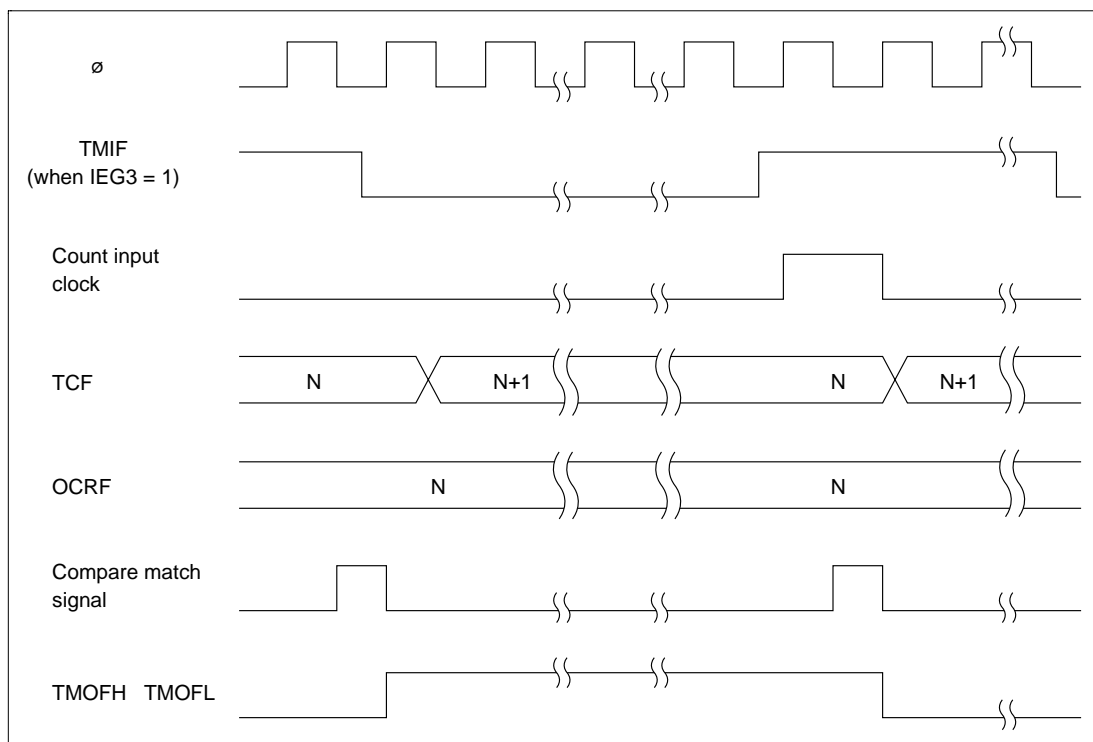 ø
TMIF
(when IEG3 = 1)
Count input
clock
TCF
N
N+1
N
N+1
OCRF
N
N
Compare match
signal
TMOFH TMOFL